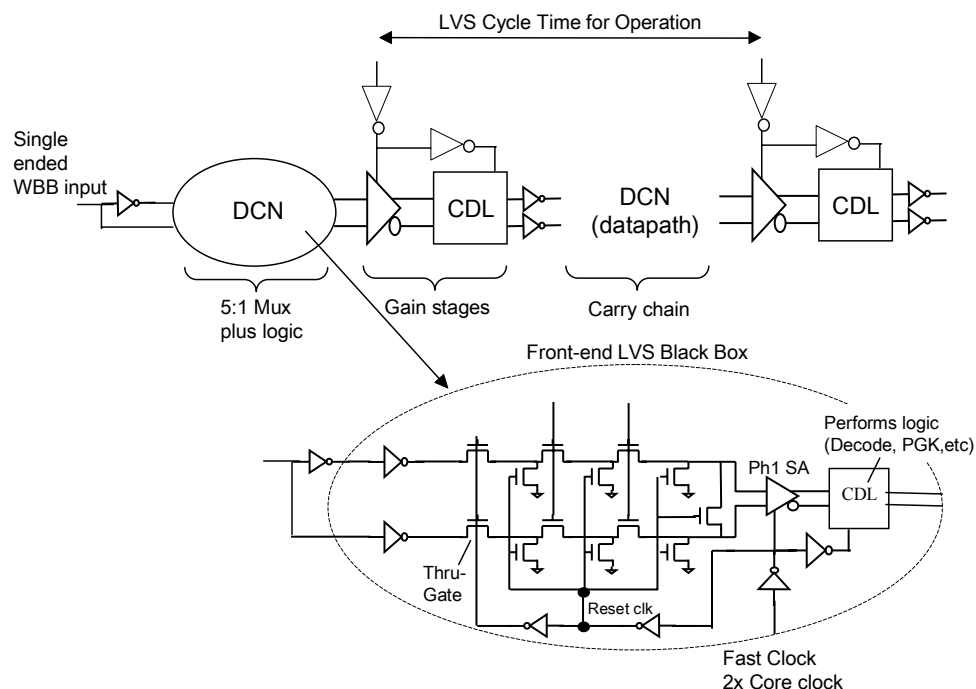 LVS Cycle Time for Operation
Single
ended
WBB input
DCN
CDL
DCN
(datapath)
CDL
5:1 Mux
plus logic
Gain stages
Carry chain
Front-end LVS Black Box
Performs logic
(Decode, PGK,etc)
Ph1 SA
CDL
Thru-
Gate
Reset clk
Fast Clock
2x Core clock